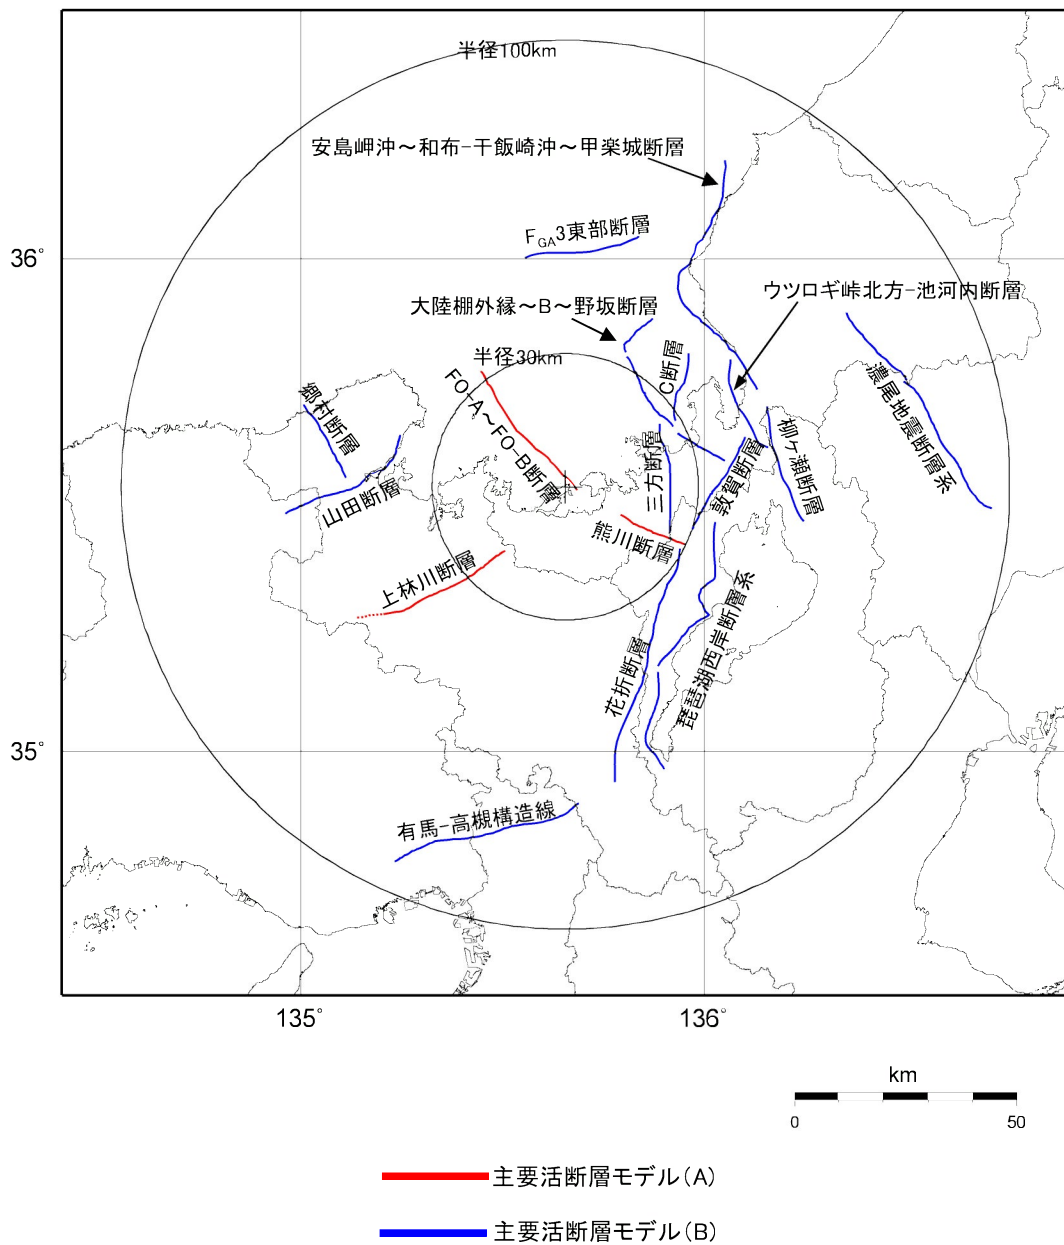 半径100km
安島岬沖～和布-干飯崎沖～甲楽城断層
FGA3東部断層
36°
ウツロギ峠北方-池河内断層
大陸棚外縁～B～野坂断層
半径30km
C断層
FO-A～FO-B断層
郷村断層
濃尾地震断層系
柳ヶ瀬断層
三方断層
敦賀断層
山田断層
熊川断層
上林川断層
琵琶湖西岸断層系
花折断層
35°
有馬-高槻構造線
135°
136°
km
0 50
主要活断層モデル(A)
主要活断層モデル(B)